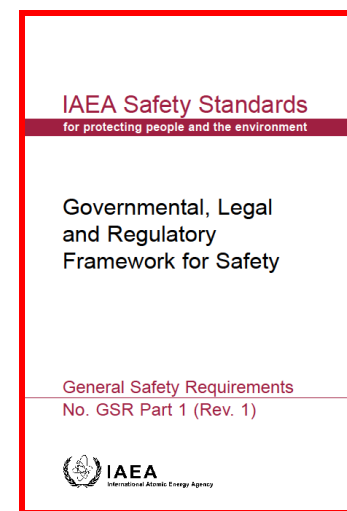 IAEA Safety Standards
for protecting people and the environment
Governmental, Legal
and Regulatory
Framework for Safety
General Safety Requirements
No. GSR Part 1 (Rev. 1)
IAEA
International Atomic Energy Agency